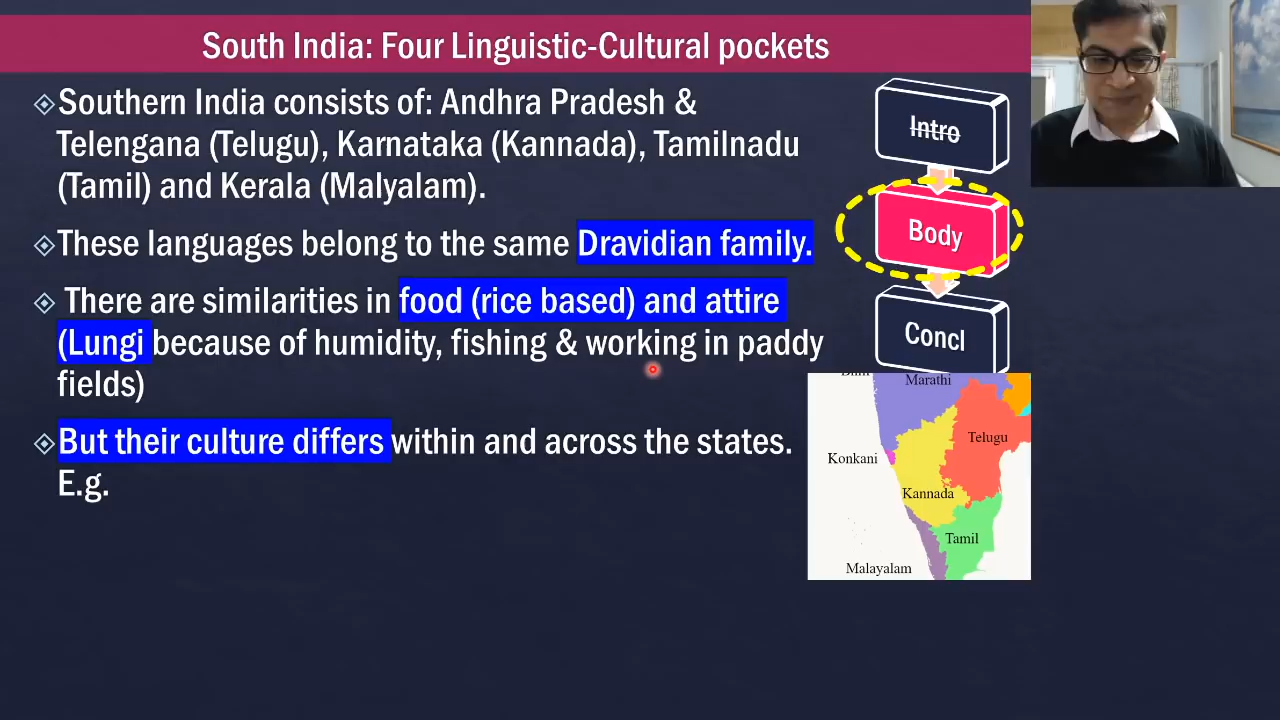 South India: Four Linguistic-Cultural pockets
Southern India consists of: Andhra Pradesh &
Telengana (Telugu), Karnataka (Kannada), Tamilnadu
(Tamil) and Kerala (Malyalam).
These languages belong to the same Dravidian family.
There are similarities in food (rice based) and attire
(Lungi because of humidity, fishing & working in paddy
fields)
But their culture differs within and across the states.
E.g.
Intro
Body
Concl
Marathi
Telugu
Konkani
Kannada
Tamil
Malayalam